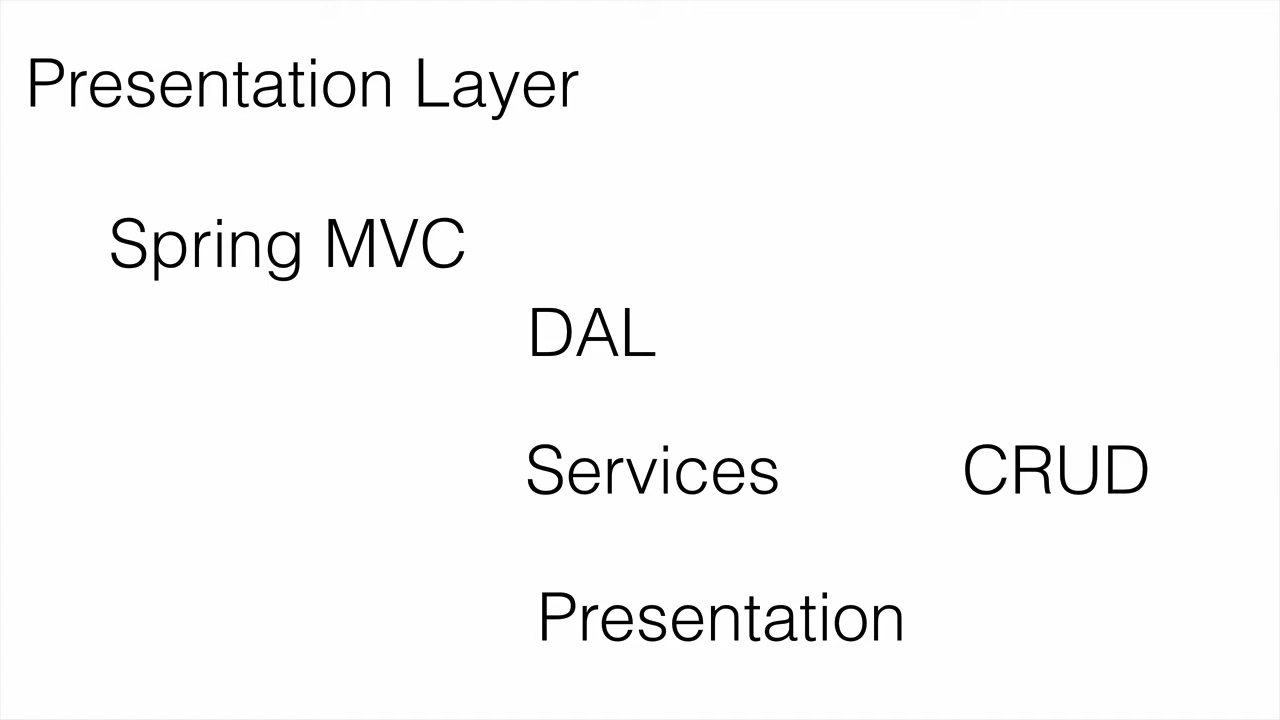 Presentation Layer
Spring MVC
DAL
Services CRUD
Presentation